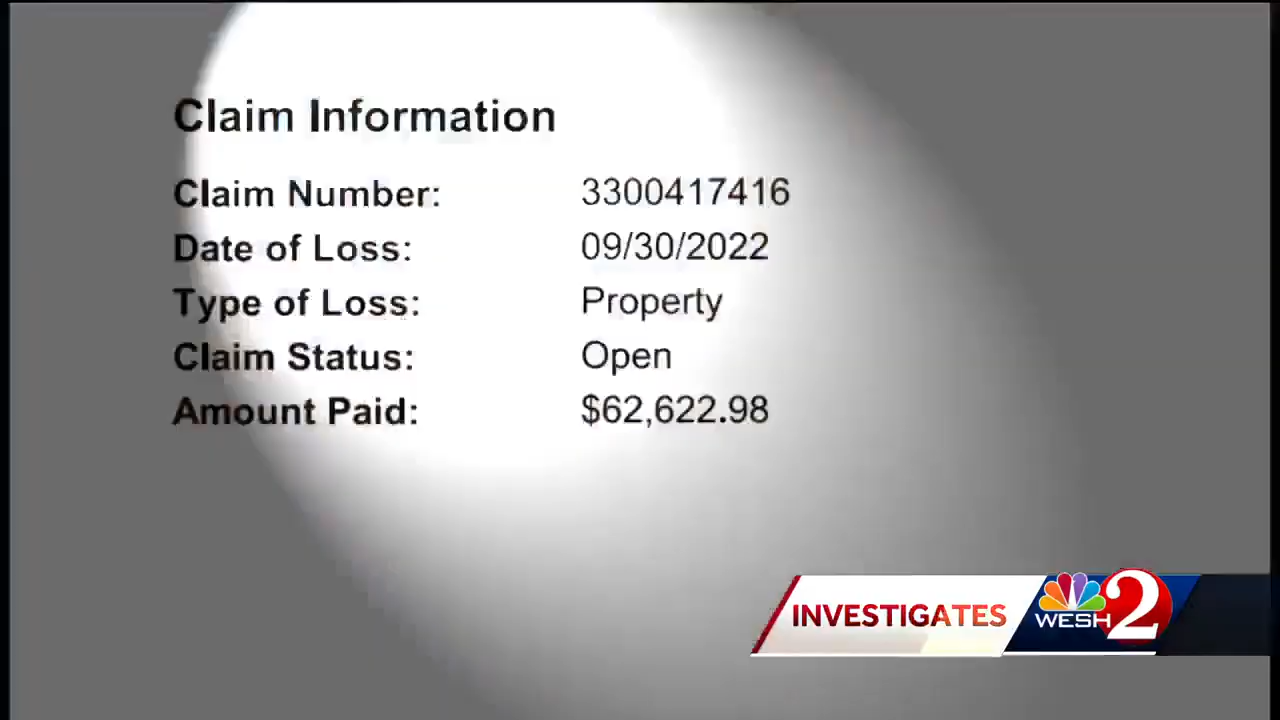 Claim Information
Claim Number: 3300417416
Date of Loss: 09/30/2022
Type of Loss: Property
Claim Status: Open
Amount Paid: $62,622.98
INVESTIGATES WESH 2